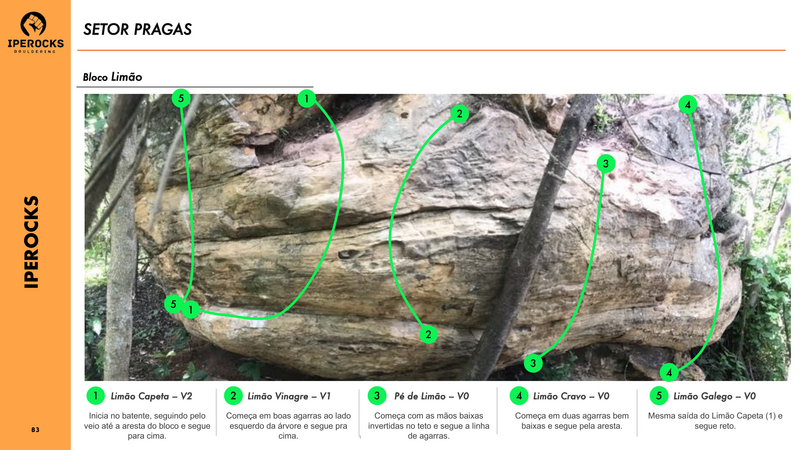 IPEROCKS
BOULDERING
SETOR PRAGAS
Bloco Limão
5
1
2
4
3
5
1
2
3
4
IPEROCKS
83
1 Limão Capeta – V2
Inicia no batente, seguindo pelo
veio até a aresta do bloco e segue
para cima.
2 Limão Vinagre – V1
Começa em boas agarras ao lado
esquerdo da árvore e segue pra
cima.
3 Pé de Limão – V0
Começa com as mãos baixas
invertidas no teto e segue a linha
de agarras.
4 Limão Cravo – V0
Começa em duas agarras bem
baixas e segue pela aresta.
5 Limão Galego – V0
Mesma saída do Limão Capeta (1) e
segue reto.